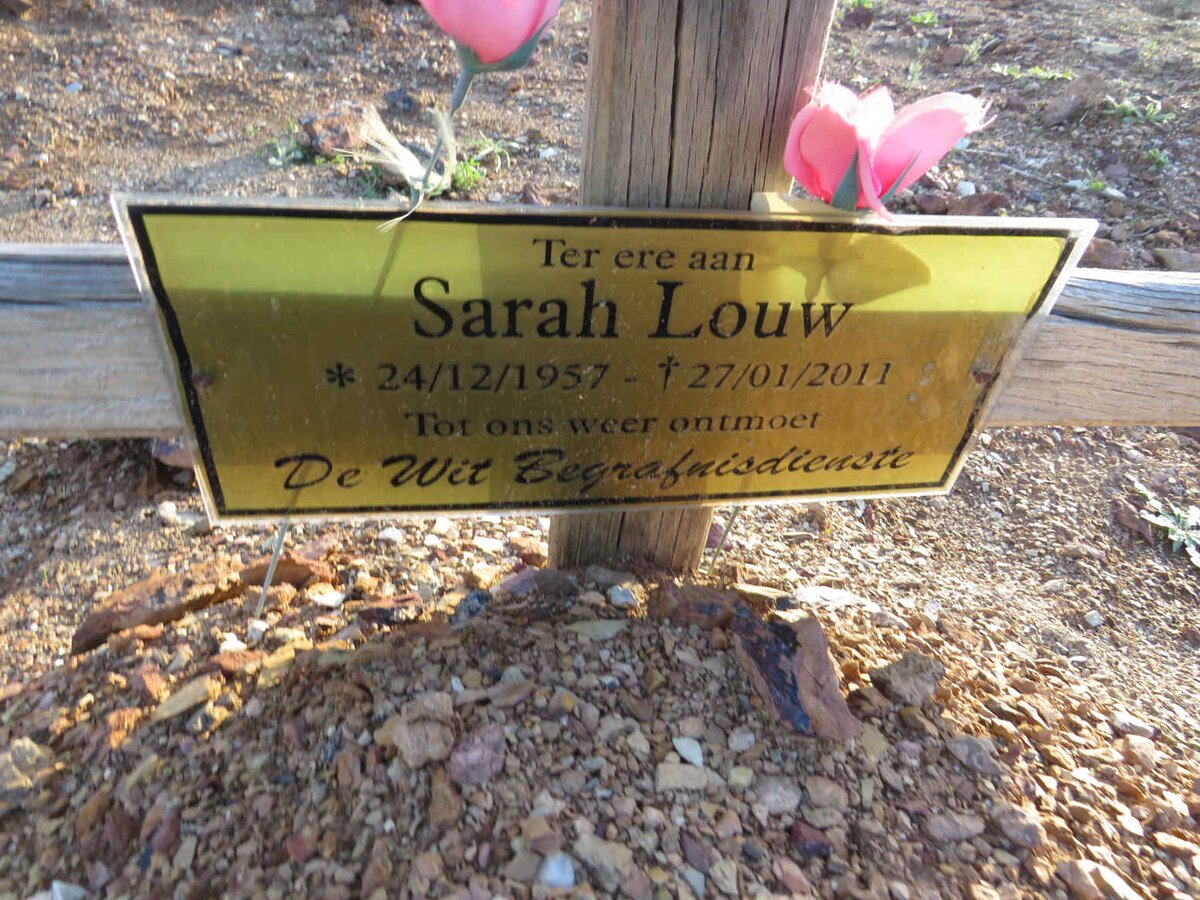 Ter ere aan
Sarah Louw
* 24/12/1957 - †27/01/2011
Tot ons weer ontmoet
De Wit Begrafnisdienste